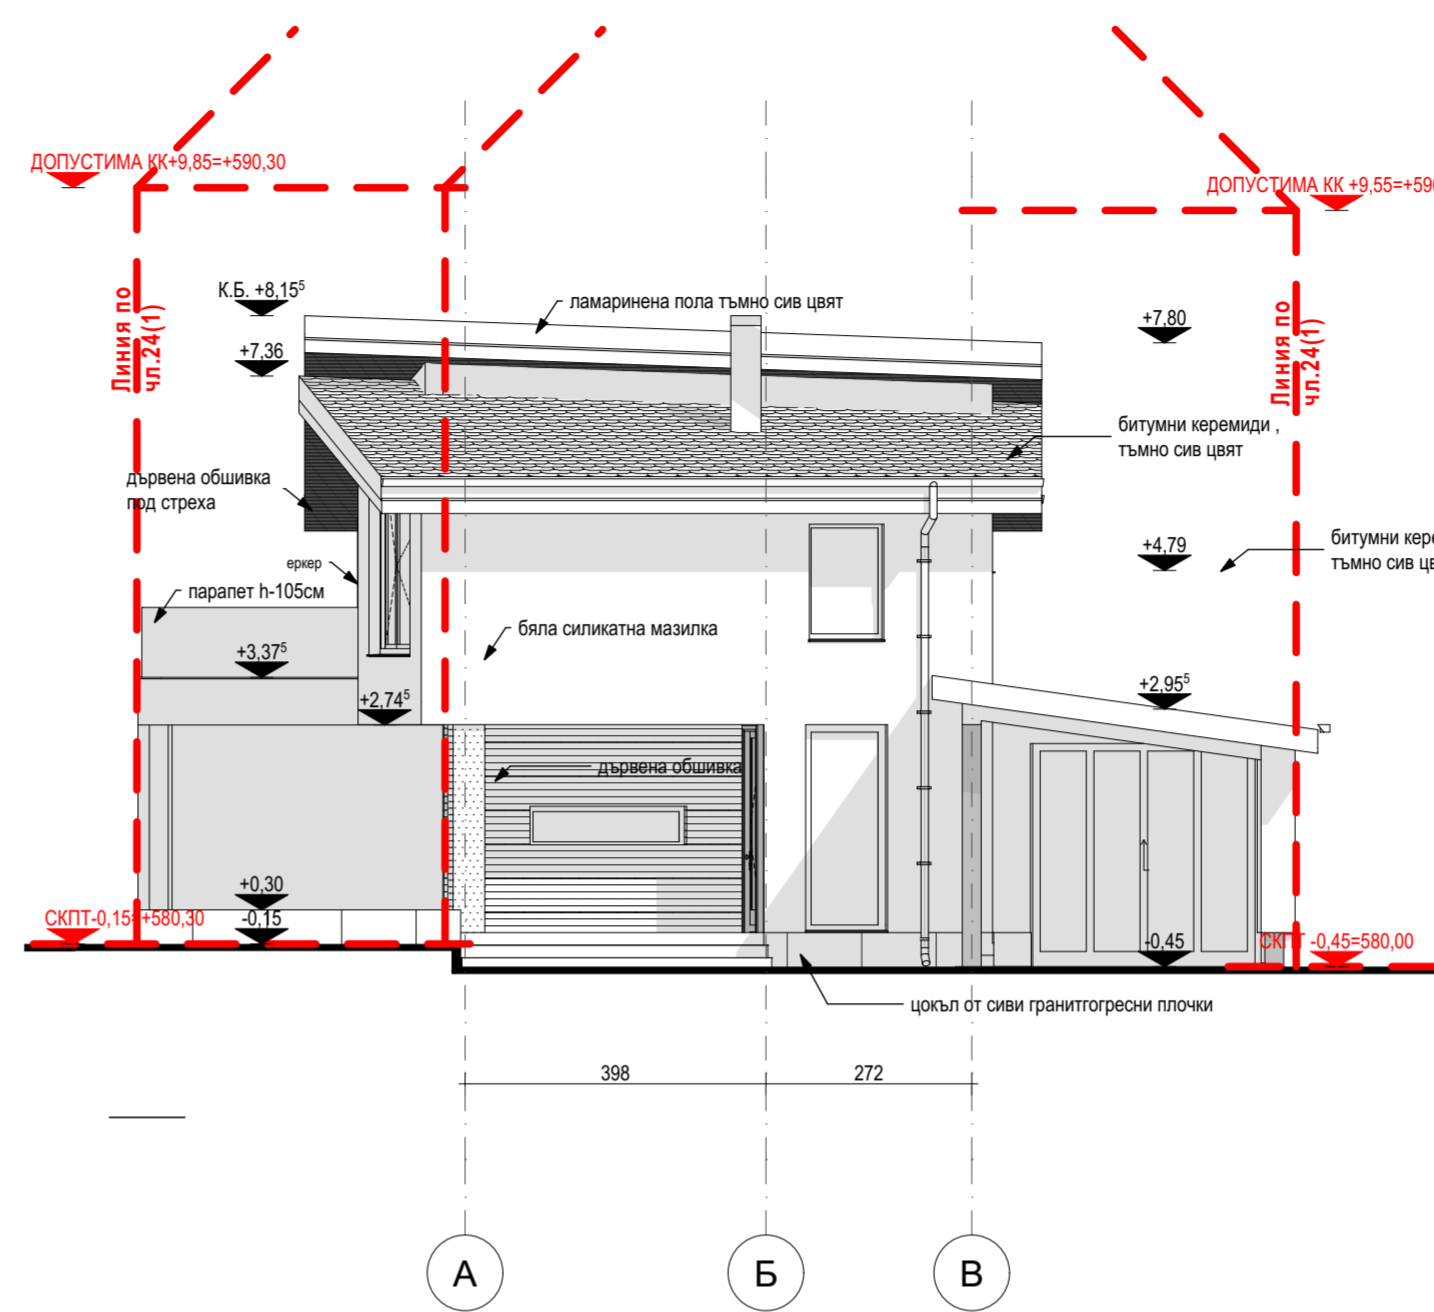 ДОПУСТИМА КК+9,85=+590,30
ДОПУСТИМА КК +9,55=+590
Линия по
чл.24(1)
К.Б. +8,15⁵
ламаринена пола тъмно сив цвят
+7,80
+7,36
Линия по
чл.24(1)
битумни керемиди ,
тъмно сив цвят
дървена обшивка
под стреха
+4,79
битумни кере
тъмно сив цв
еркер
парапет h-105см
бяла силикатна мазилка
+3,37⁵
+2,74⁵
+2,95⁵
дървена обшивка
+0,30
СКПТ-0,15=+580,30
-0,15
-0,45
СКПТ -0,45=580,00
цокъл от сиви гранитгогресни плочки
398
272
А
Б
В